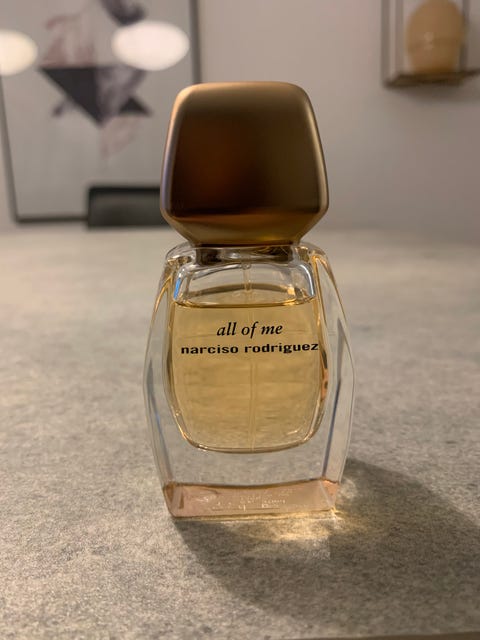 all of me
narciso rodriguez